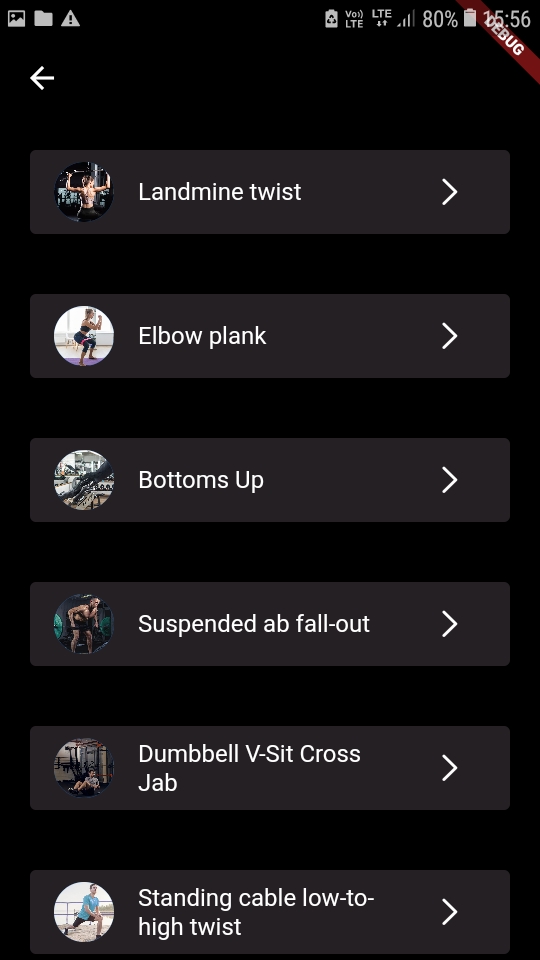 Vo)) LTE LTE 80% 15:56
DEBUG
Landmine twist
Elbow plank
Bottoms Up
Suspended ab fall-out
Dumbbell V-Sit Cross
Jab
Standing cable low-to-
high twist